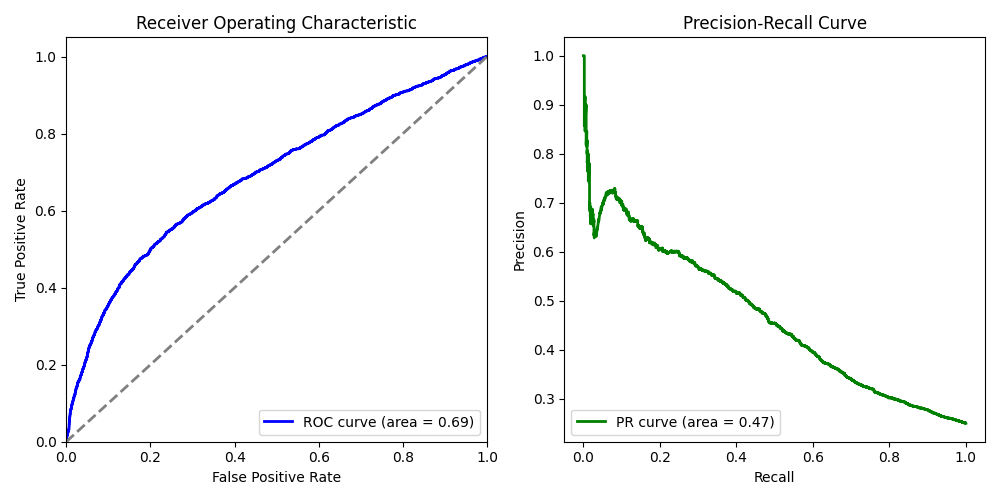 Receiver Operating Characteristic
1.0
0.8
0.6
0.4
0.2
0.0
True Positive Rate
0.0 0.2 0.4 0.6 0.8 1.0
False Positive Rate
ROC curve (area = 0.69)
Precision-Recall Curve
1.0
0.9
0.8
0.7
0.6
0.5
0.4
0.3
Precision
0.0 0.2 0.4 0.6 0.8 1.0
Recall
PR curve (area = 0.47)